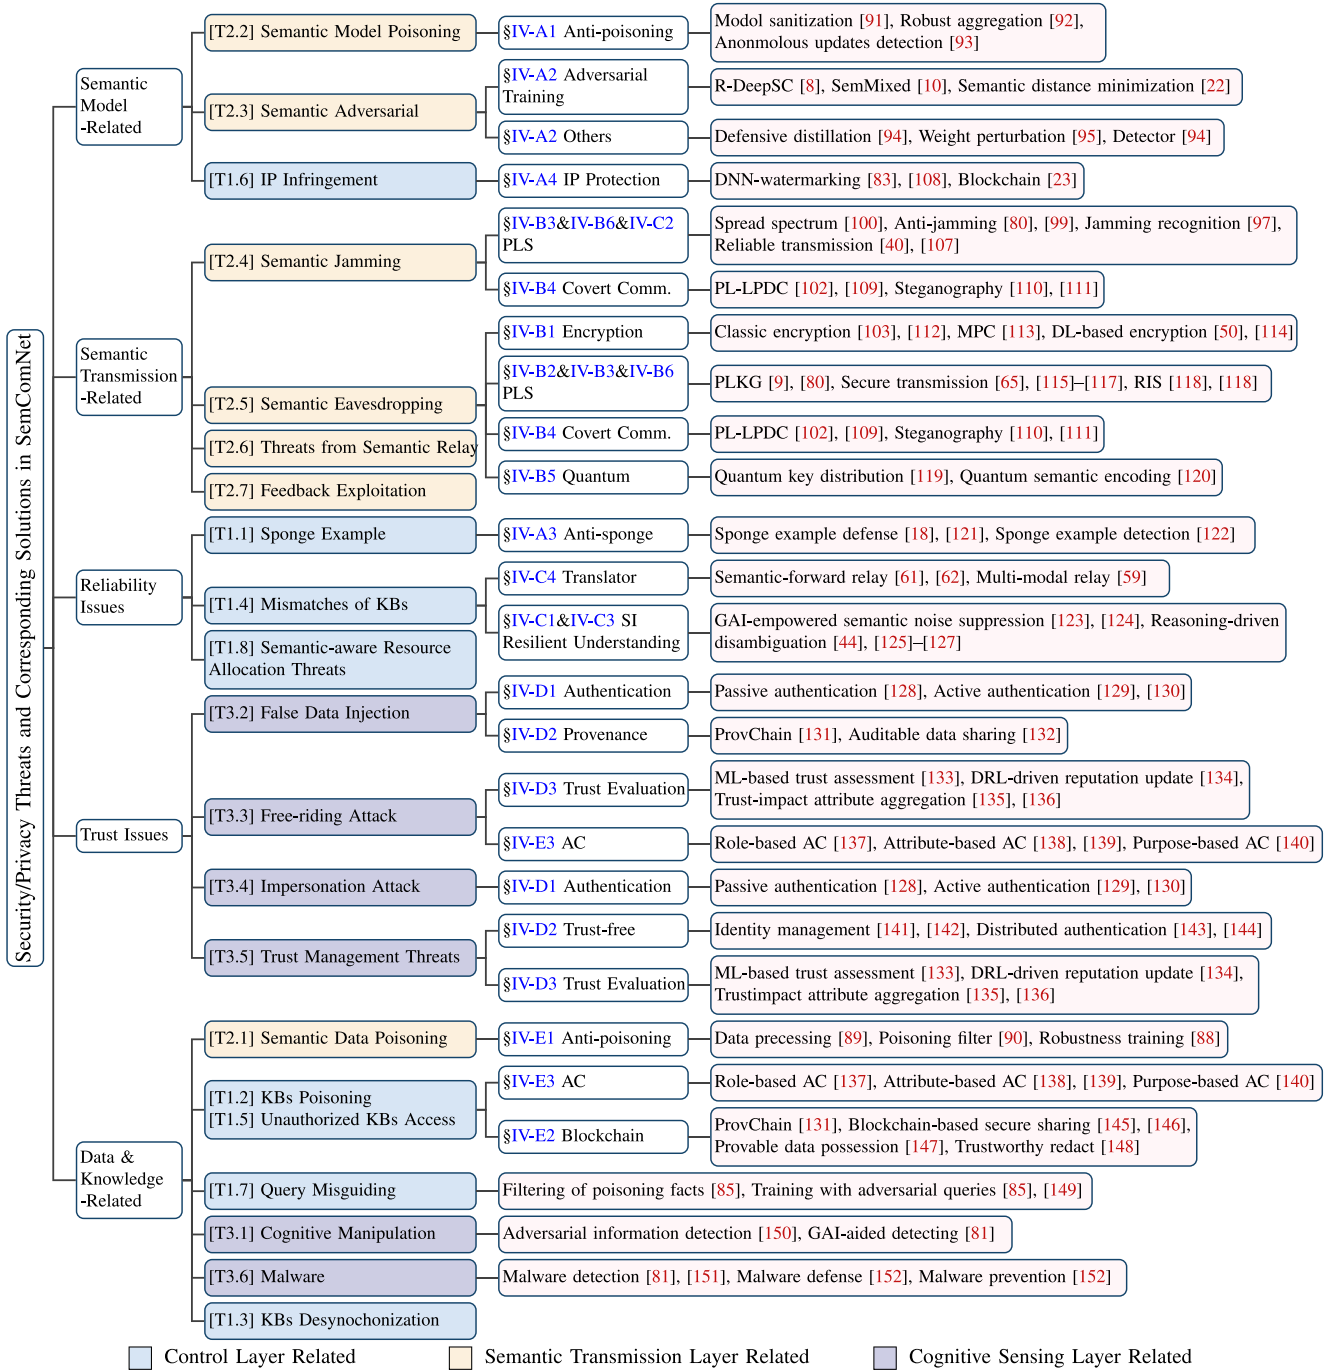 Security/Privacy Threats and Corresponding Solutions in SemComNet
Semantic
Model
-Related
[T2.2] Semantic Model Poisoning
§IV-A1 Anti-poisoning
Modol sanitization [91], Robust aggregation [92],
Anonmolous updates detection [93]
[T2.3] Semantic Adversarial
§IV-A2 Adversarial
Training
R-DeepSC [8], SemMixed [10], Semantic distance minimization [22]
§IV-A2 Others
Defensive distillation [94], Weight perturbation [95], Detector [94]
[T1.6] IP Infringement
§IV-A4 IP Protection
DNN-watermarking [83], [108], Blockchain [23]
Semantic
Transmission
-Related
[T2.4] Semantic Jamming
§IV-B3&IV-B6&IV-C2
PLS
Spread spectrum [100], Anti-jamming [80], [99], Jamming recognition [97],
Reliable transmission [40], [107]
§IV-B4 Covert Comm.
PL-LPDC [102], [109], Steganography [110], [111]
[T2.5] Semantic Eavesdropping
[T2.6] Threats from Semantic Relay
[T2.7] Feedback Exploitation
§IV-B1 Encryption
Classic encryption [103], [112], MPC [113], DL-based encryption [50], [114]
§IV-B2&IV-B3&IV-B6
PLS
PLKG [9], [80], Secure transmission [65], [115]–[117], RIS [118], [118]
§IV-B4 Covert Comm.
PL-LPDC [102], [109], Steganography [110], [111]
§IV-B5 Quantum
Quantum key distribution [119], Quantum semantic encoding [120]
Reliability
Issues
[T1.1] Sponge Example
§IV-A3 Anti-sponge
Sponge example defense [18], [121], Sponge example detection [122]
[T1.4] Mismatches of KBs
§IV-C4 Translator
Semantic-forward relay [61], [62], Multi-modal relay [59]
§IV-C1&IV-C3 SI
Resilient Understanding
GAI-empowered semantic noise suppression [123], [124], Reasoning-driven
disambiguation [44], [125]–[127]
[T1.8] Semantic-aware Resource
Allocation Threats
Trust Issues
[T3.2] False Data Injection
§IV-D1 Authentication
Passive authentication [128], Active authentication [129], [130]
§IV-D2 Provenance
ProvChain [131], Auditable data sharing [132]
[T3.3] Free-riding Attack
§IV-D3 Trust Evaluation
ML-based trust assessment [133], DRL-driven reputation update [134],
Trust-impact attribute aggregation [135], [136]
§IV-E3 AC
Role-based AC [137], Attribute-based AC [138], [139], Purpose-based AC [140]
[T3.4] Impersonation Attack
§IV-D1 Authentication
Passive authentication [128], Active authentication [129], [130]
[T3.5] Trust Management Threats
§IV-D2 Trust-free
Identity management [141], [142], Distributed authentication [143], [144]
§IV-D3 Trust Evaluation
ML-based trust assessment [133], DRL-driven reputation update [134],
Trustimpact attribute aggregation [135], [136]
Data &
Knowledge
-Related
[T2.1] Semantic Data Poisoning
§IV-E1 Anti-poisoning
Data precessing [89], Poisoning filter [90], Robustness training [88]
[T1.2] KBs Poisoning
[T1.5] Unauthorized KBs Access
§IV-E3 AC
Role-based AC [137], Attribute-based AC [138], [139], Purpose-based AC [140]
§IV-E2 Blockchain
ProvChain [131], Blockchain-based secure sharing [145], [146],
Provable data possession [147], Trustworthy redact [148]
[T1.7] Query Misguiding
Filtering of poisoning facts [85], Training with adversarial queries [85], [149]
[T3.1] Cognitive Manipulation
Adversarial information detection [150], GAI-aided detecting [81]
[T3.6] Malware
Malware detection [81], [151], Malware defense [152], Malware prevention [152]
[T1.3] KBs Desynochonization
Control Layer Related
Semantic Transmission Layer Related
Cognitive Sensing Layer Related